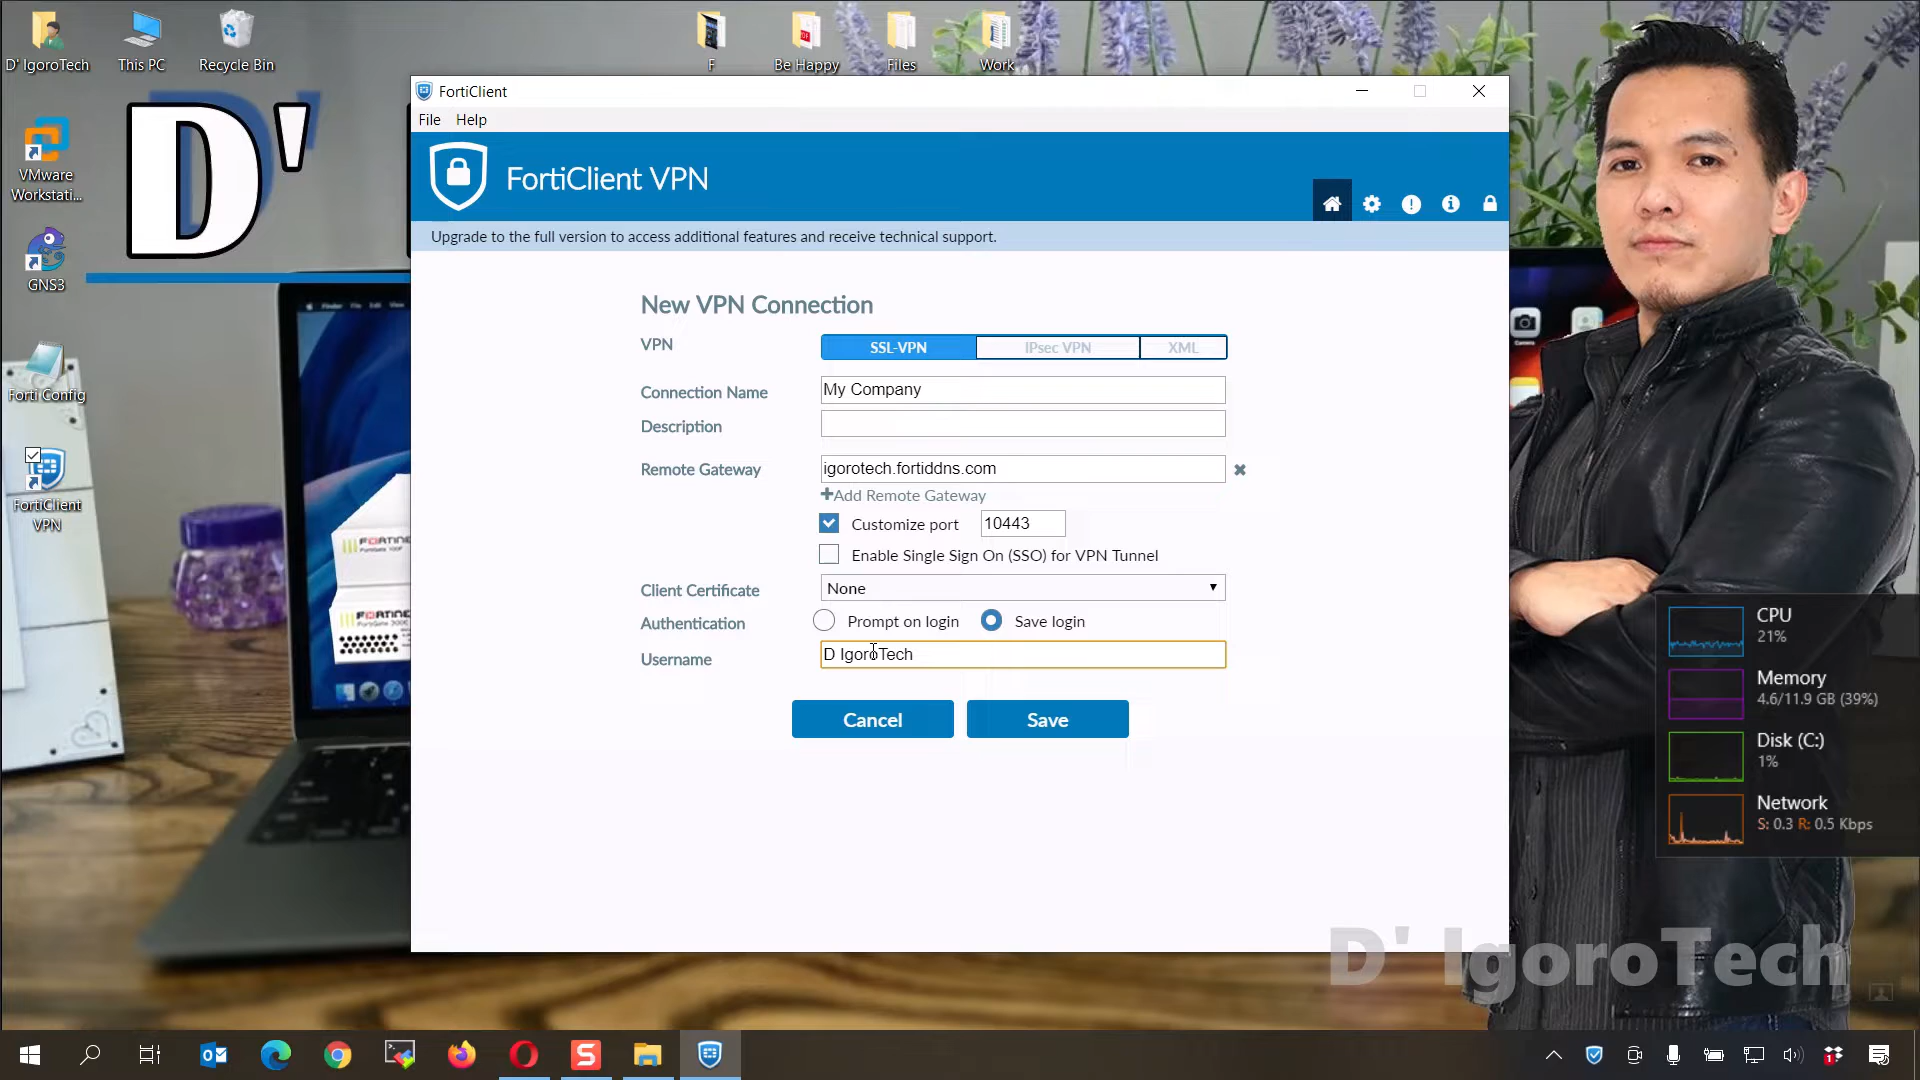 D' IgoroTech
This PC
Recycle Bin
F
Be Happy
Files
Work
VMware
Workstati...
GNS3
Forti Config
FortiClient
VPN
D'
FortiClient
File Help
FortiClient VPN
Upgrade to the full version to access additional features and receive technical support.
New VPN Connection
VPN
SSL-VPN
IPsec VPN
XML
Connection Name
My Company
Description
Remote Gateway
igorotech.fortiddns.com
+Add Remote Gateway
Customize port
10443
Enable Single Sign On (SSO) for VPN Tunnel
Client Certificate
None
Authentication
Prompt on login
Save login
Username
D IgoroTech
Cancel
Save
CPU
21%
Memory
4.6/11.9 GB (39%)
Disk (C:)
1%
Network
S: 0.3 R: 0.5 Kbps
D' IgoroTech